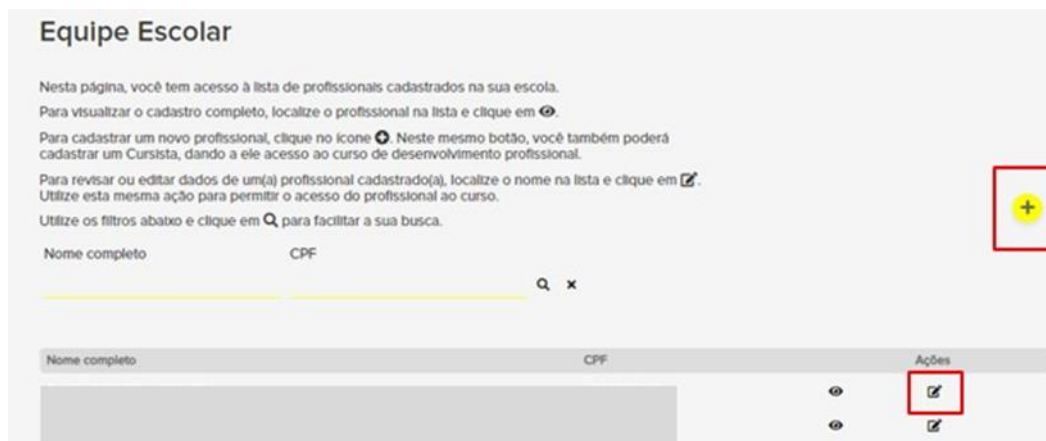 Equipe Escolar
Nesta página, você tem acesso à lista de profissionais cadastrados na sua escola.
Para visualizar o cadastro completo, localize o profissional na lista e clique em .
Para cadastrar um novo profissional, clique no ícone . Neste mesmo botão, você também poderá
cadastrar um Cursista, dando a ele acesso ao curso de desenvolvimento profissional.
Para revisar ou editar dados de um(a) profissional cadastrado(a), localize o nome na lista e clique em .
Utilize esta mesma ação para permitir o acesso do profissional ao curso.
Utilize os filtros abaixo e clique em  para facilitar a sua busca.
Nome completo CPF
Nome completo CPF Ações